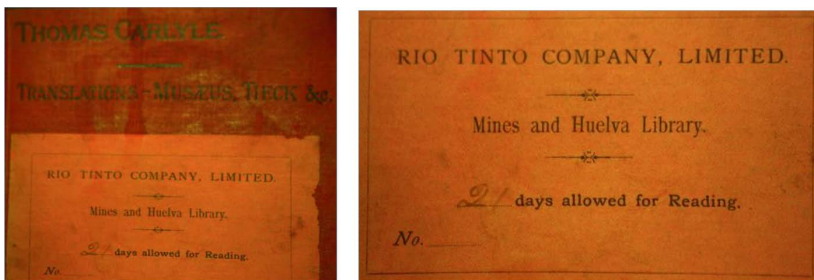 THOMAS CARLYLE
TRANSLATIONS-MUSÆUS, TIECK &c.
RIO TINTO COMPANY, LIMITED.
Mines and Huelva Library.
21 days allowed for Reading.
No.
RIO TINTO COMPANY, LIMITED.
Mines and Huelva Library.
21 days allowed for Reading.
No.